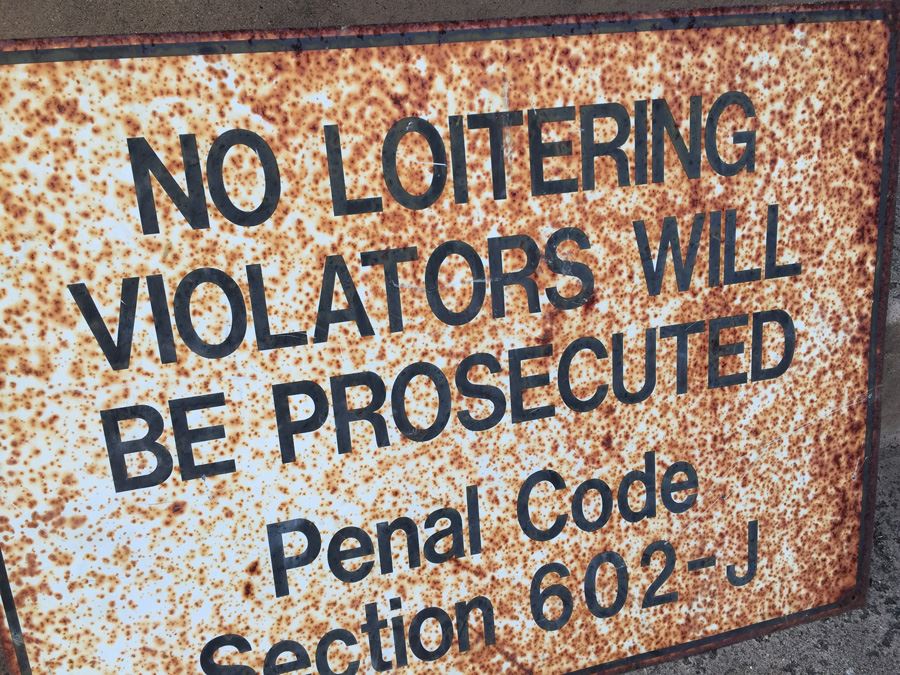 NO LOITERING
VIOLATORS WILL
BE PROSECUTED
Penal Code
Section 602-J